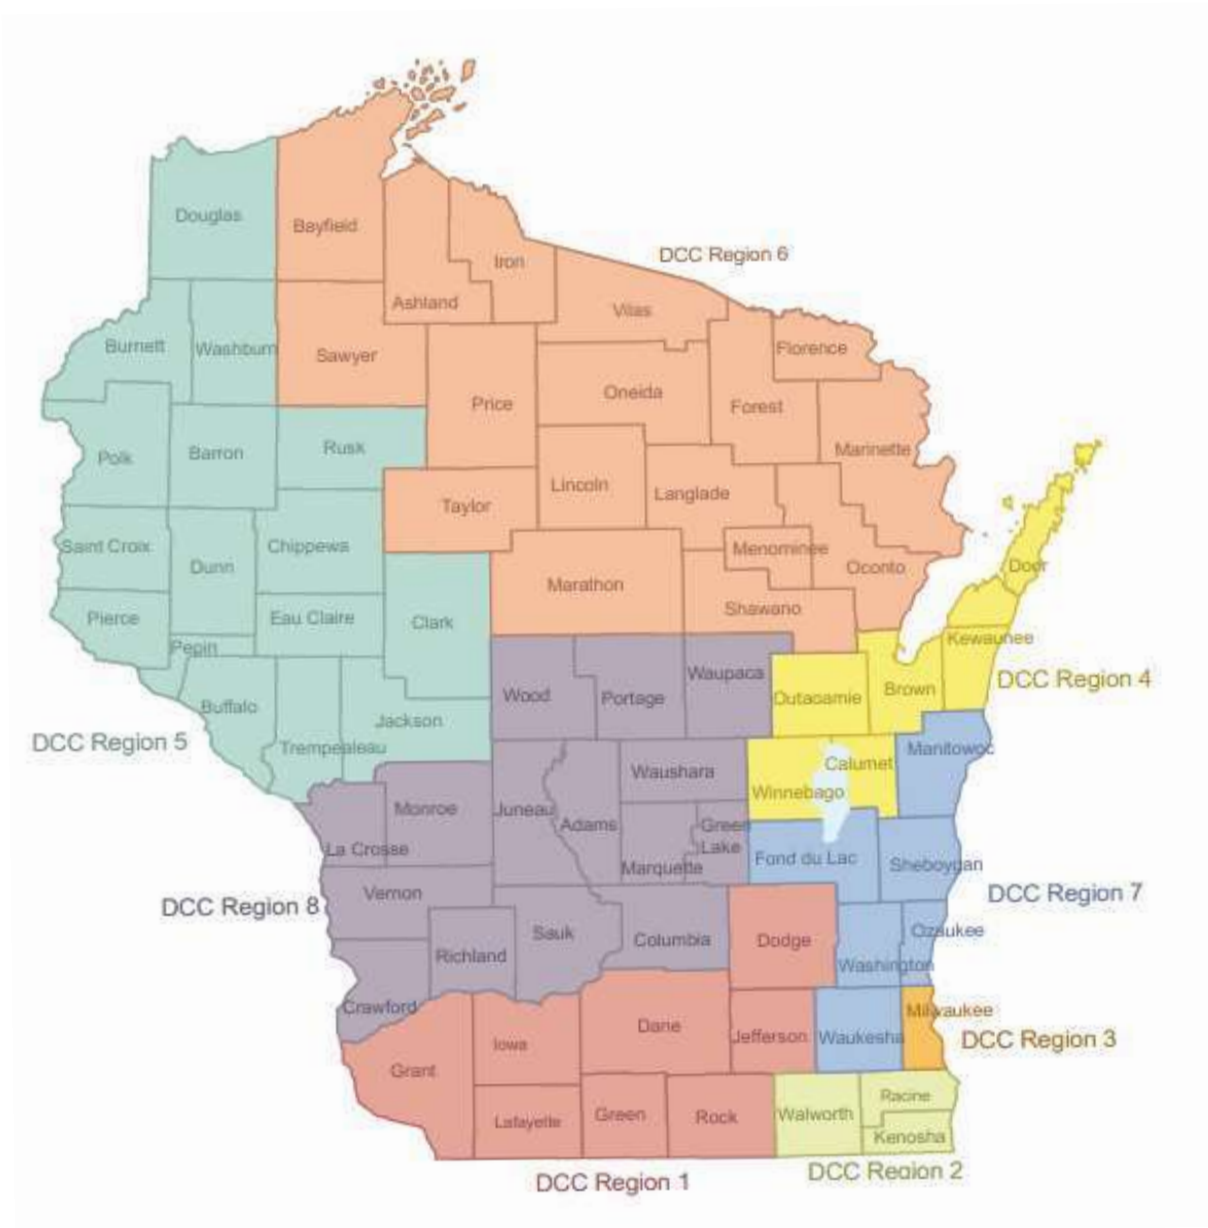 Douglas
Bayfield
Iron
DCC Region 6
Ashland
Vilas
Burnett
Washburn
Sawyer
Florence
Price
Oneida
Forest
Polk
Barron
Rusk
Marinette
Taylor
Lincoln
Langlade
Saint Croix
Chippewa
Menominee
Dunn
Marathon
Oconto
Door
Pierce
Eau Claire
Clark
Shawano
Pepin
Kewaunee
Wood
Portage
Waupaca
Outagamie
Brown
DCC Region 4
Buffalo
Jackson
DCC Region 5
Trempealeau
Manitowoc
Waushara
Calumet
Winnebago
Monroe
Juneau
Adams
Green
Lake
La Crosse
Marquette
Fond du Lac
Sheboygan
Vernon
DCC Region 7
DCC Region 8
Sauk
Columbia
Dodge
Ozaukee
Richland
Washington
Crawford
Milwaukee
Dane
Jefferson
Waukesha
DCC Region 3
Iowa
Grant
Racine
Lafayette
Green
Rock
Walworth
Kenosha
DCC Region 1
DCC Region 2